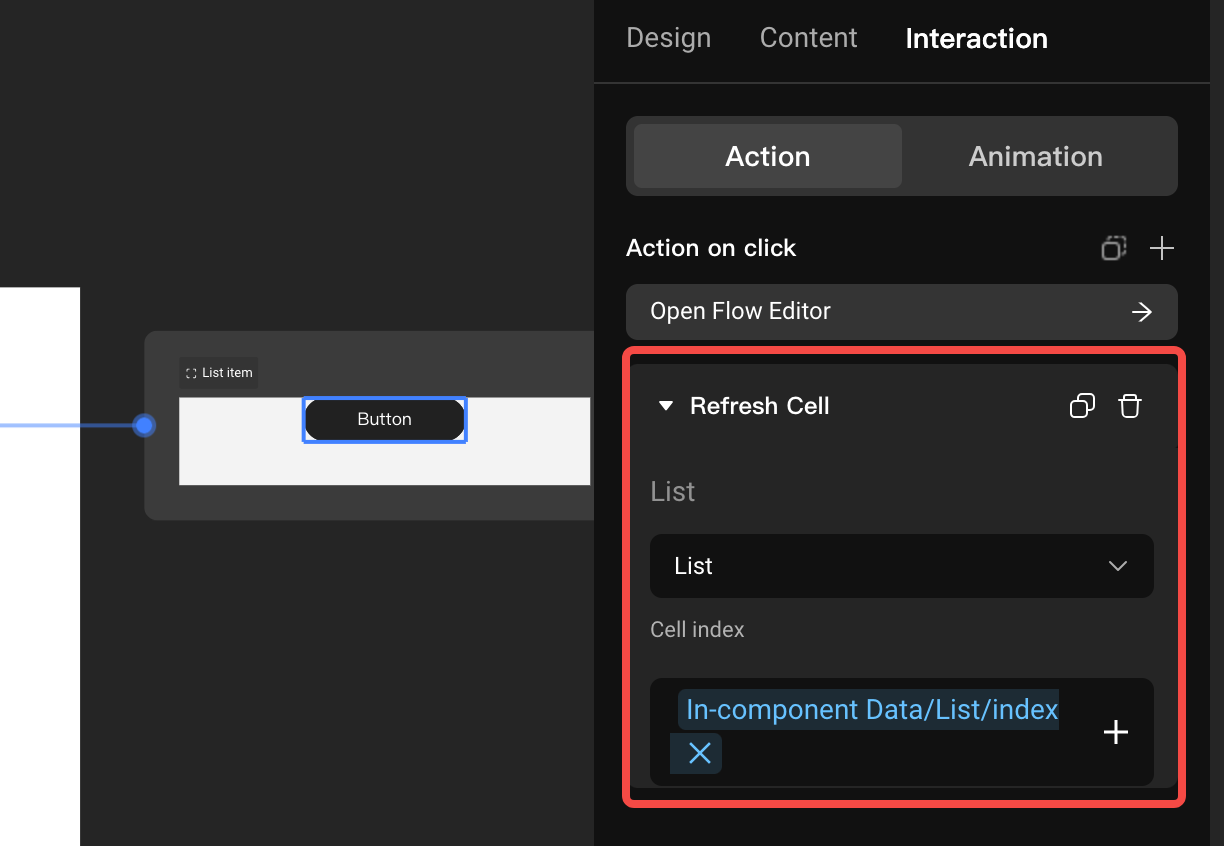 Design Content Interaction
Action Animation
Action on click
Open Flow Editor
List item
Button
Refresh Cell
List
List
Cell index
In-component Data/List/index